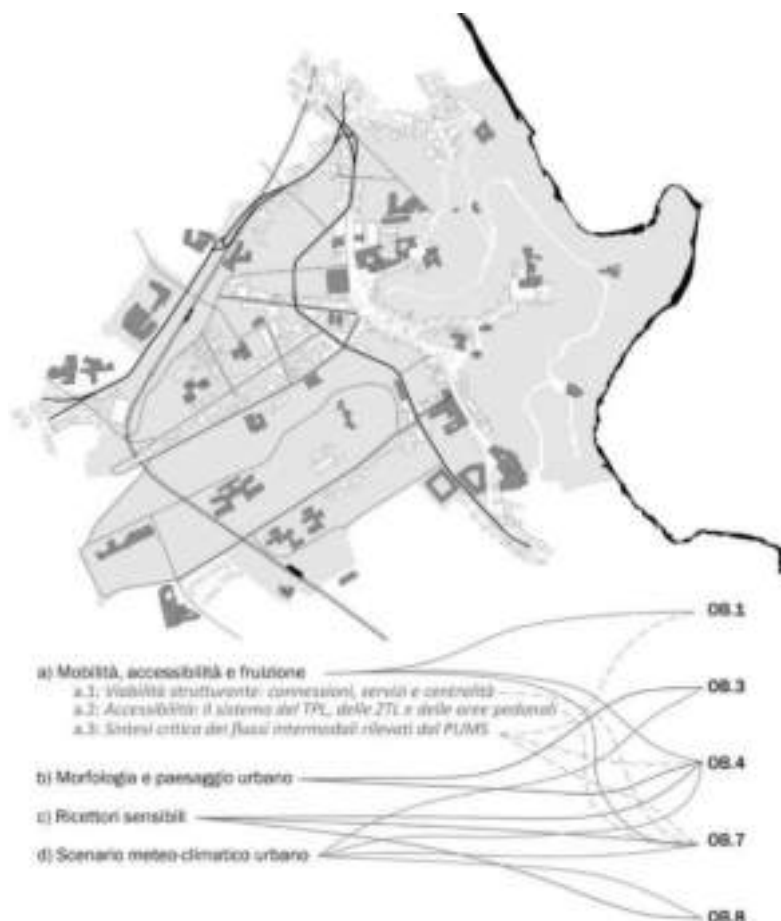 OB.1
a) Mobilità, accessibilità e fruizione
a.1: Viabilità strutturante: connessioni, servizi e centralità
OB.3
a.2: Accessibilità: il sistema del TPL, delle ZTL e delle aree pedonali
a.3: Sintesi critica dei flussi intermodali rilevati dal PUMS
OB.4
b) Morfologia e paesaggio urbano
c) Ricettori sensibili
OB.7
d) Scenario meteo-climatico urbano
OB.8